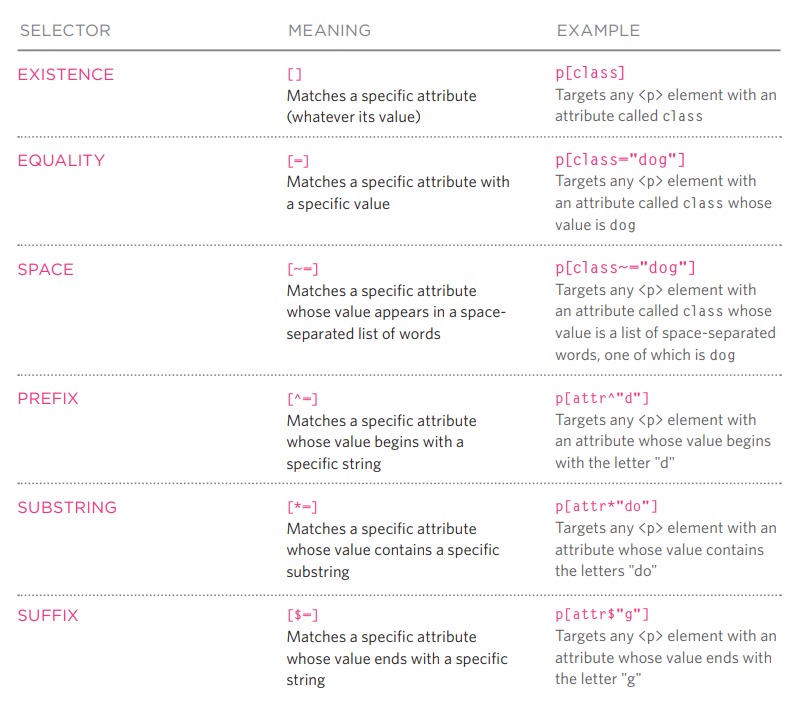 SELECTOR MEANING EXAMPLE
EXISTENCE
[]
Matches a specific attribute
(whatever its value)
p[class]
Targets any <p> element with an
attribute called class
EQUALITY
[=]
Matches a specific attribute with
a specific value
p[class="dog"]
Targets any <p> element with
an attribute called class whose
value is dog
SPACE
[~=]
Matches a specific attribute
whose value appears in a space-
separated list of words
p[class~="dog"]
Targets any <p> element with
an attribute called class whose
value is a list of space-separated
words, one of which is dog
PREFIX
[^=]
Matches a specific attribute
whose value begins with a
specific string
p[attr^"d"]
Targets any <p> element with
an attribute whose value begins
with the letter "d"
SUBSTRING
[*=]
Matches a specific attribute
whose value contains a specific
substring
p[attr*"do"]
Targets any <p> element with an
attribute whose value contains
the letters "do"
SUFFIX
[$=]
Matches a specific attribute
whose value ends with a specific
string
p[attr$"g"]
Targets any <p> element with an
attribute whose value ends with
the letter "g"